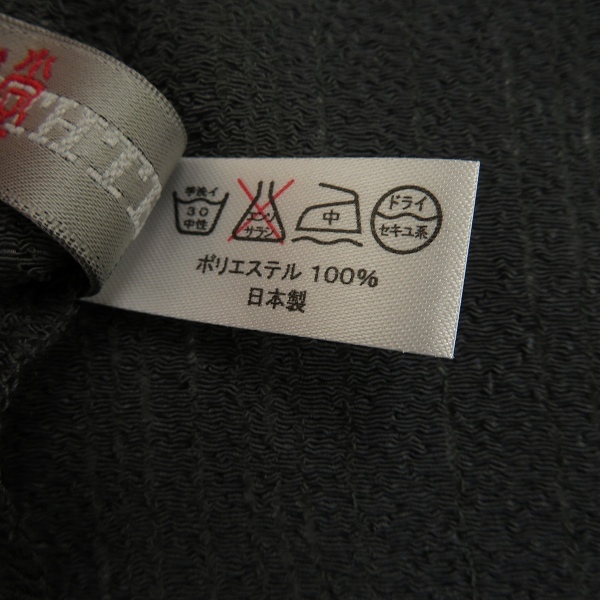 手洗イ
30
中性
エンソ
サラシ
中
ドライ
セキユ系
ポリエステル 100%
日本製